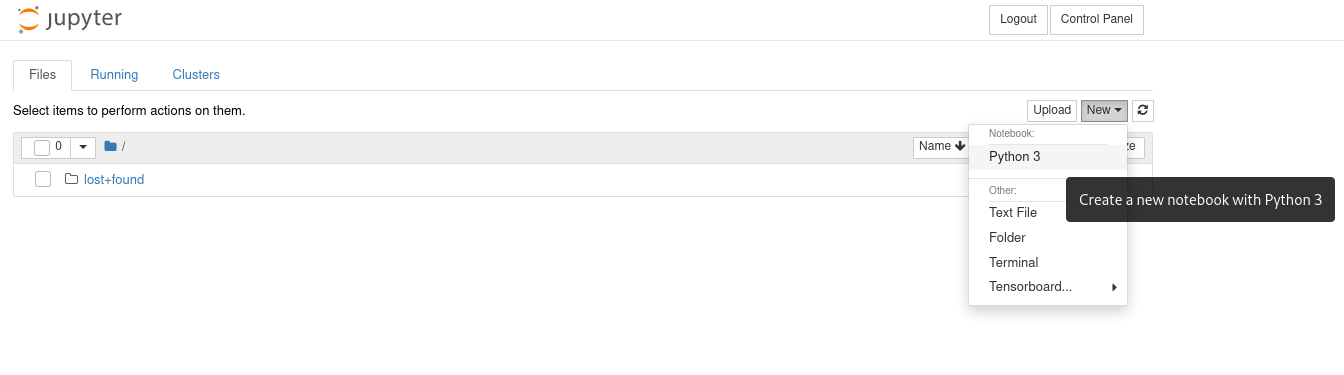 jupyter
Logout Control Panel
Files Running Clusters
Select items to perform actions on them.
Upload New
0 / Name
Notebook:
Python 3
lost+found
Create a new notebook with Python 3
Other:
Text File
Folder
Terminal
Tensorboard...